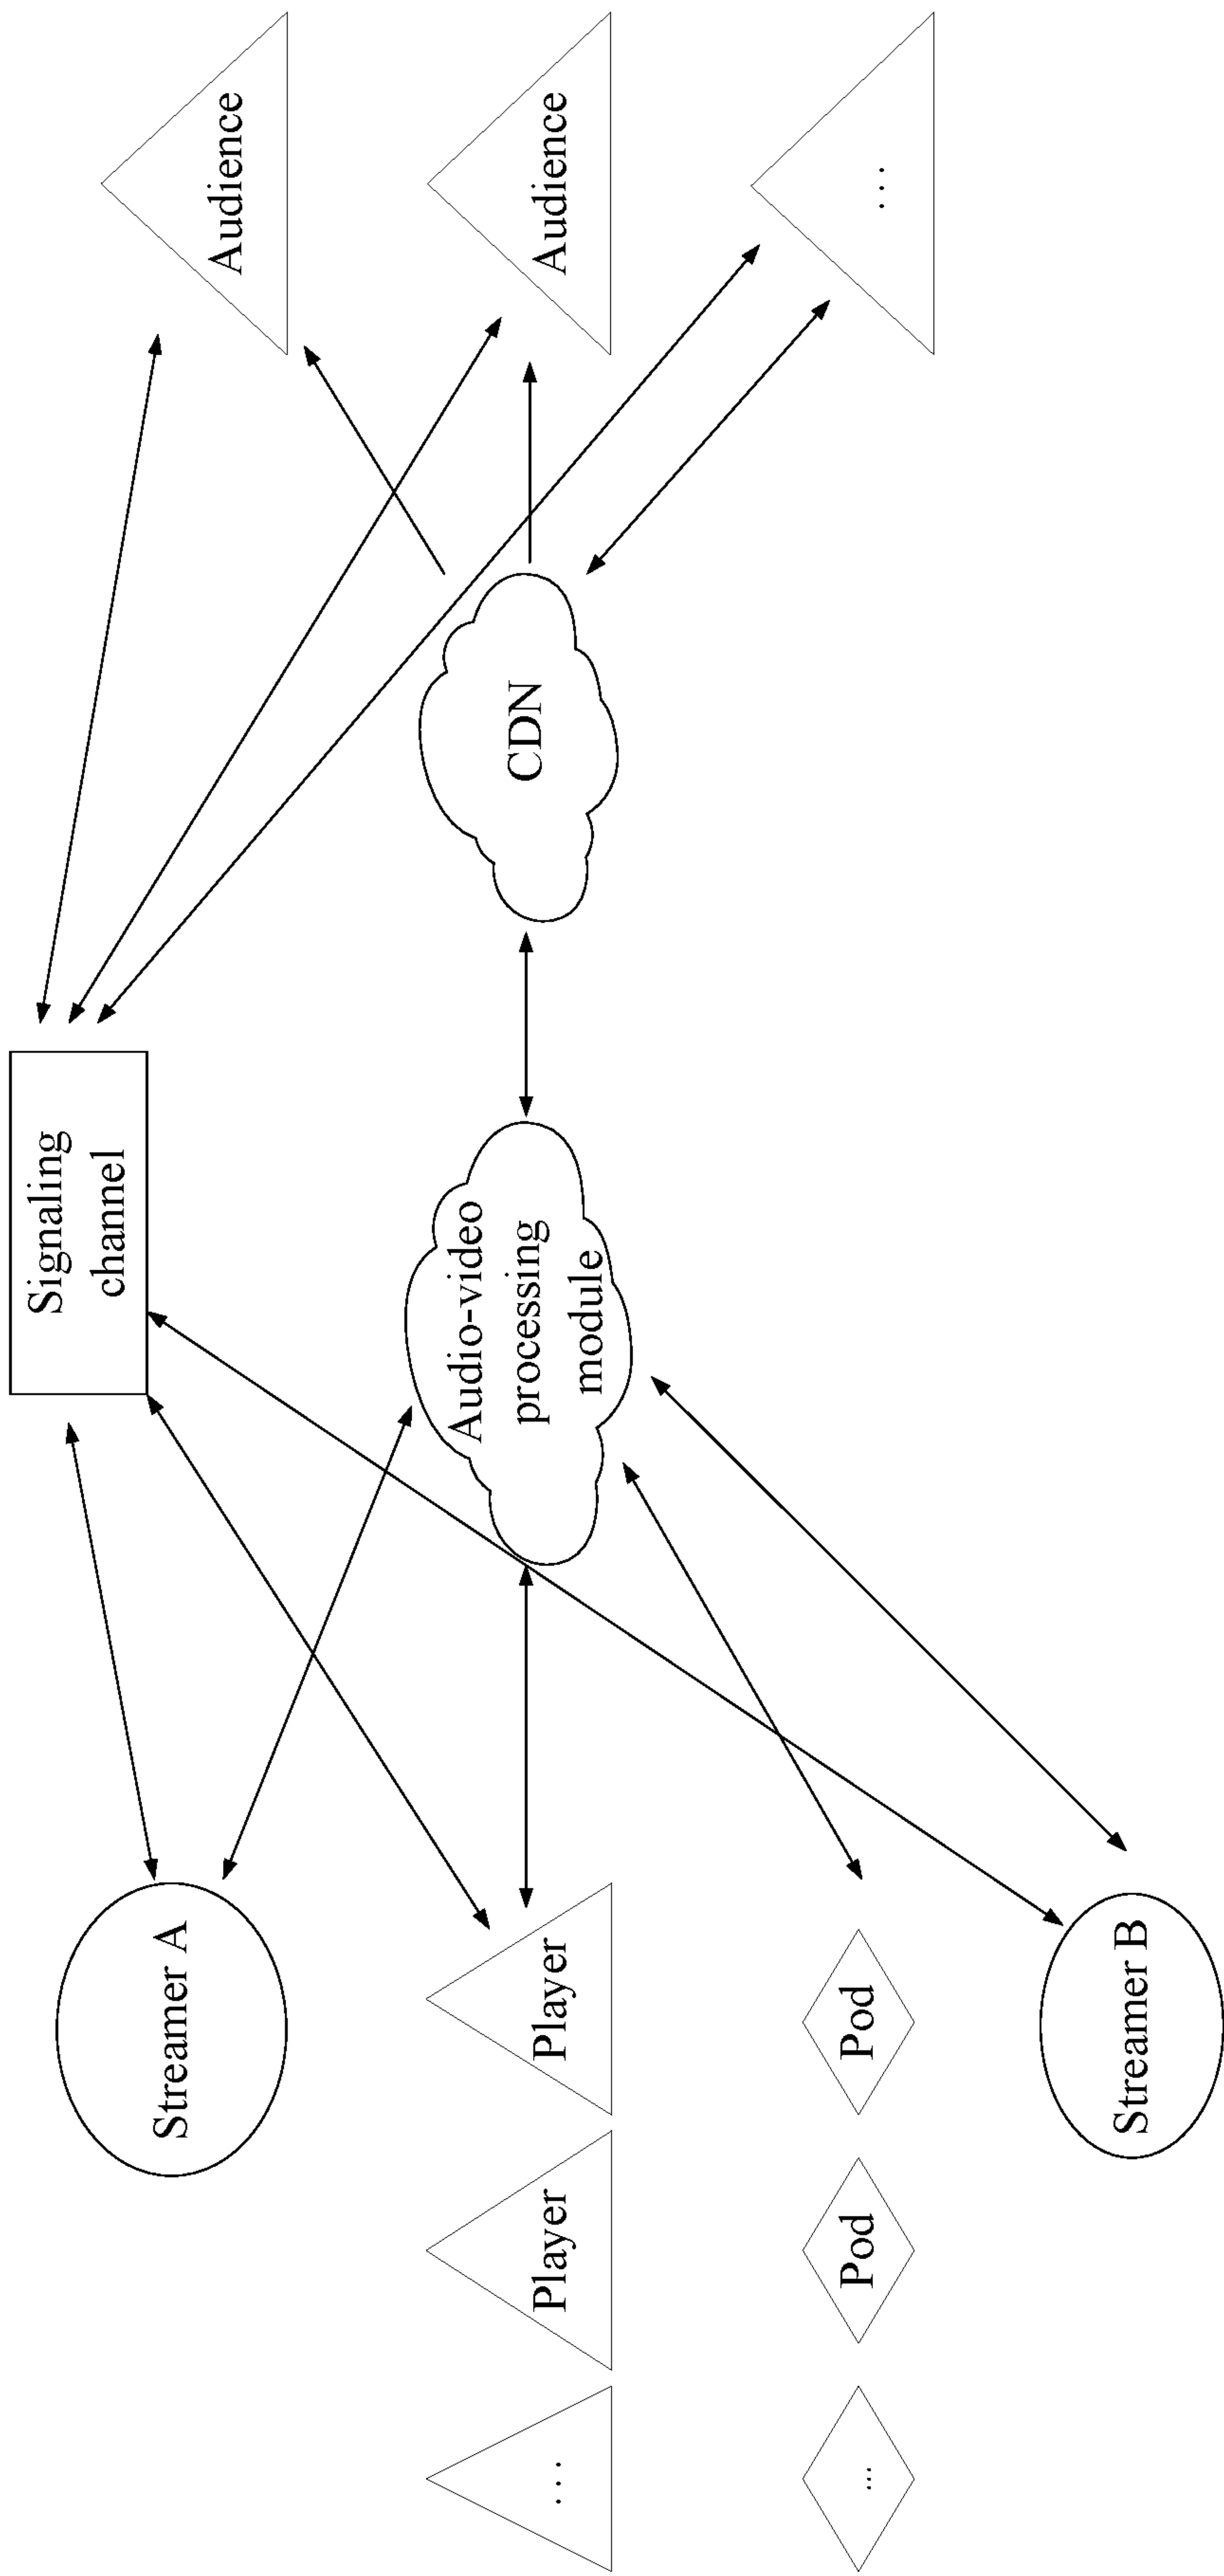 Signaling
channel
Audience
Streamer A
Audio-video
processing
module
CDN
Audience
...
Player
Player
...
Pod
Pod
...
Streamer B